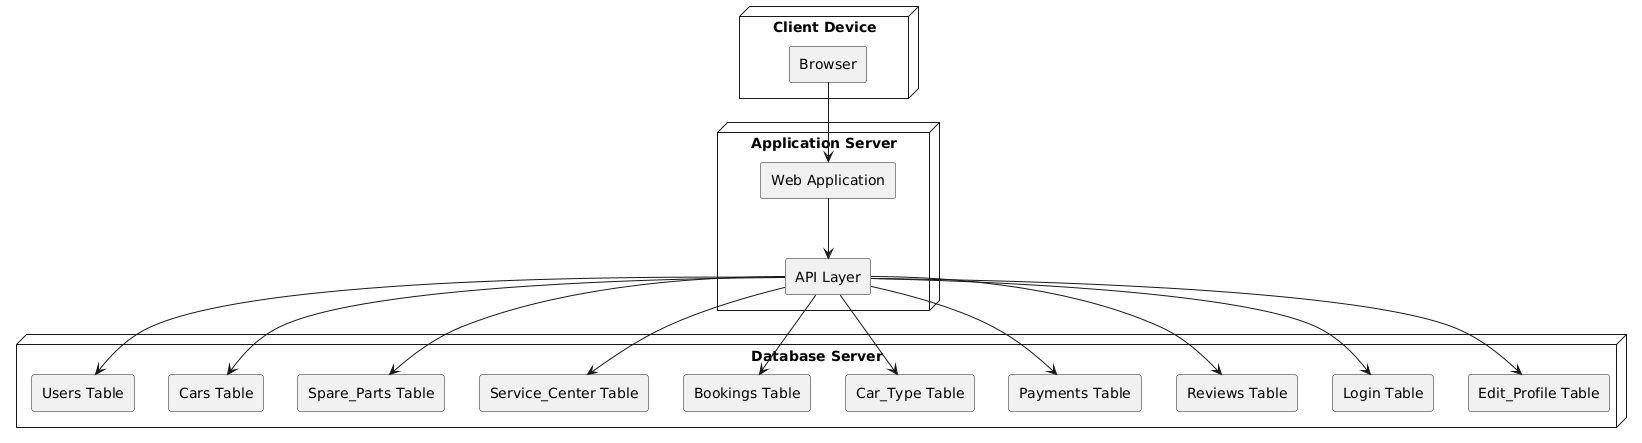 Client Device
Browser
Application Server
Web Application
API Layer
Database Server
Users Table
Cars Table
Spare_Parts Table
Service_Center Table
Bookings Table
Car_Type Table
Payments Table
Reviews Table
Login Table
Edit_Profile Table